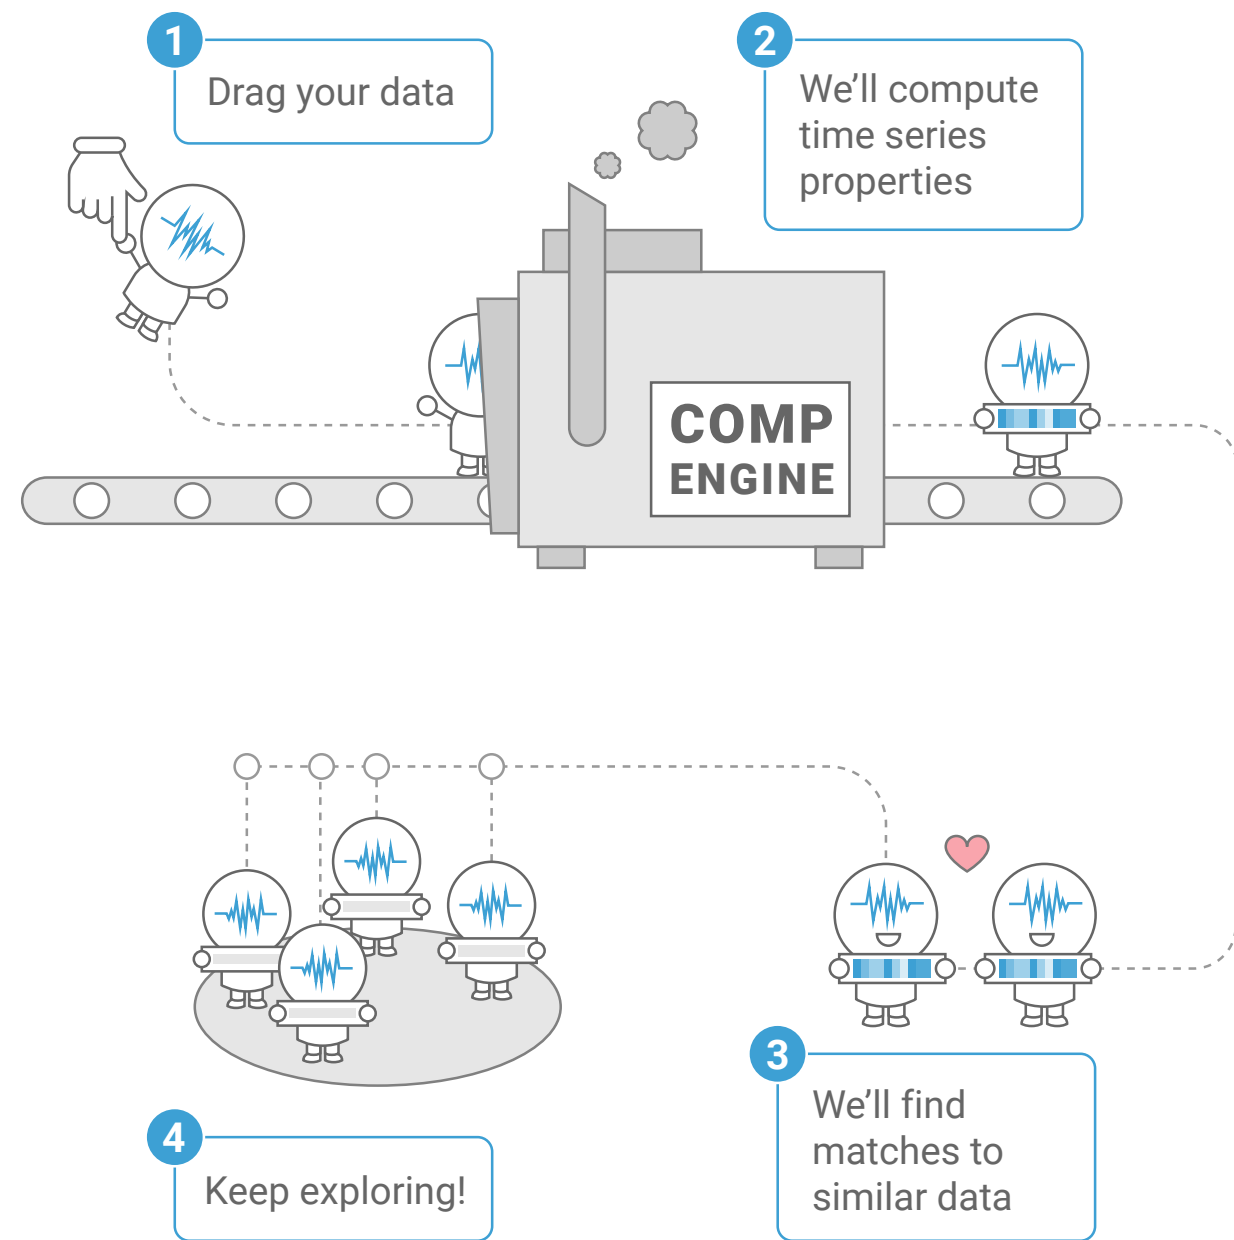 1
Drag your data
2
We'll compute
time series
properties
COMP
ENGINE
3
We'll find
matches to
similar data
4
Keep exploring!